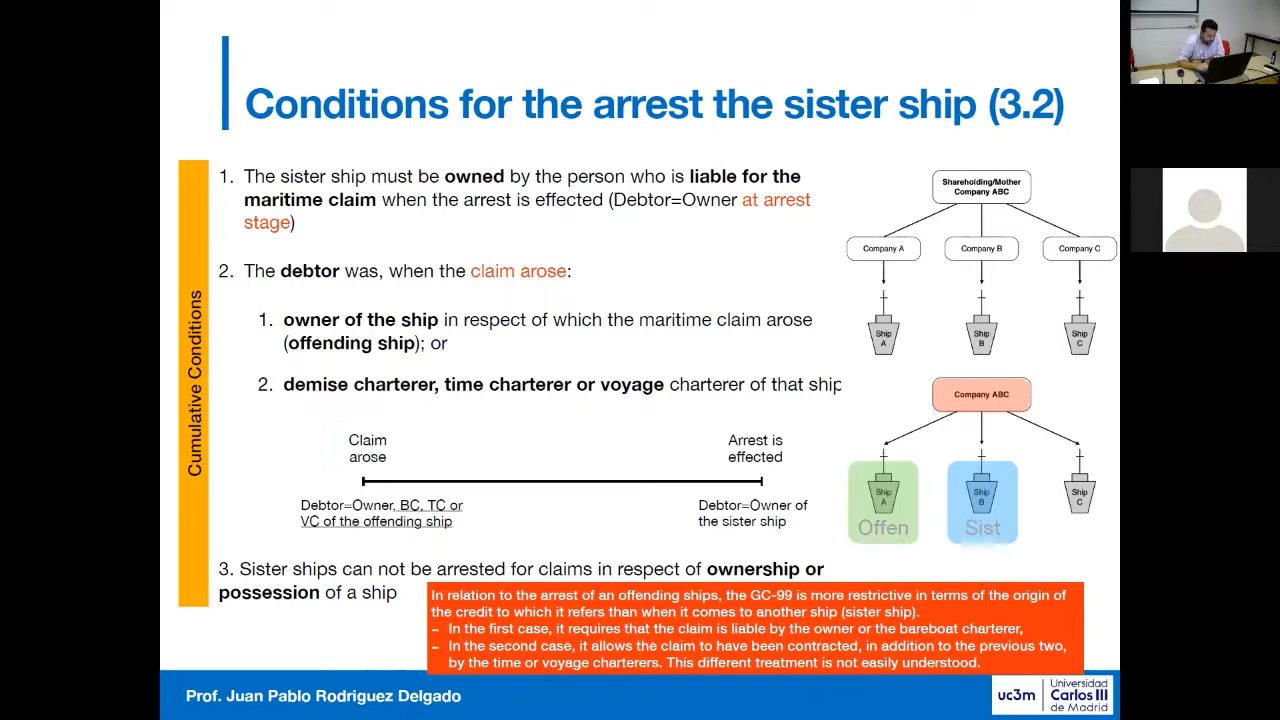 Conditions for the arrest the sister ship (3.2)
Cumulative Conditions
1. The sister ship must be owned by the person who is liable for the
maritime claim when the arrest is effected (Debtor=Owner at arrest
stage)
2. The debtor was, when the claim arose:
1. owner of the ship in respect of which the maritime claim arose
(offending ship); or
2. demise charterer, time charterer or voyage charterer of that ship
Claim
arose
Arrest is
effected
Debtor=Owner, BC, TC or
VC of the offending ship
Debtor=Owner of
the sister ship
3. Sister ships can not be arrested for claims in respect of ownership or
possession of a ship
Shareholding/Mother
Company ABC
Company A
Company B
Company C
Ship
A
Ship
B
Ship
C
Company ABC
Ship
A
Offen
Ship
B
Sist
Ship
C
In relation to the arrest of an offending ships, the GC-99 is more restrictive in terms of the origin of
the credit to which it refers than when it comes to another ship (sister ship).
– In the first case, it requires that the claim is liable by the owner or the bareboat charterer,
– In the second case, it allows the claim to have been contracted, in addition to the previous two,
by the time or voyage charterers. This different treatment is not easily understood.
Prof. Juan Pablo Rodriguez Delgado
uc3m
Universidad
Carlos III
de Madrid